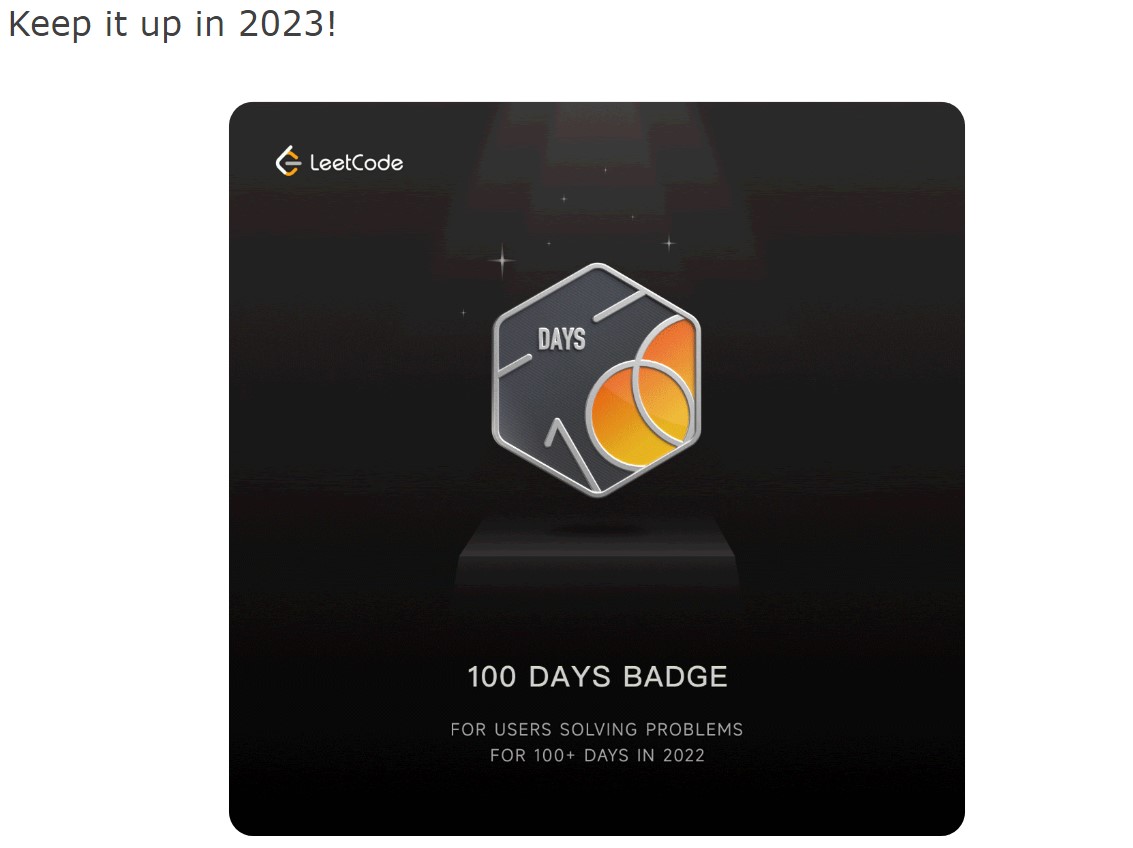 Keep it up in 2023!
LeetCode
DAYS
100
100 DAYS BADGE
FOR USERS SOLVING PROBLEMS
FOR 100+ DAYS IN 2022